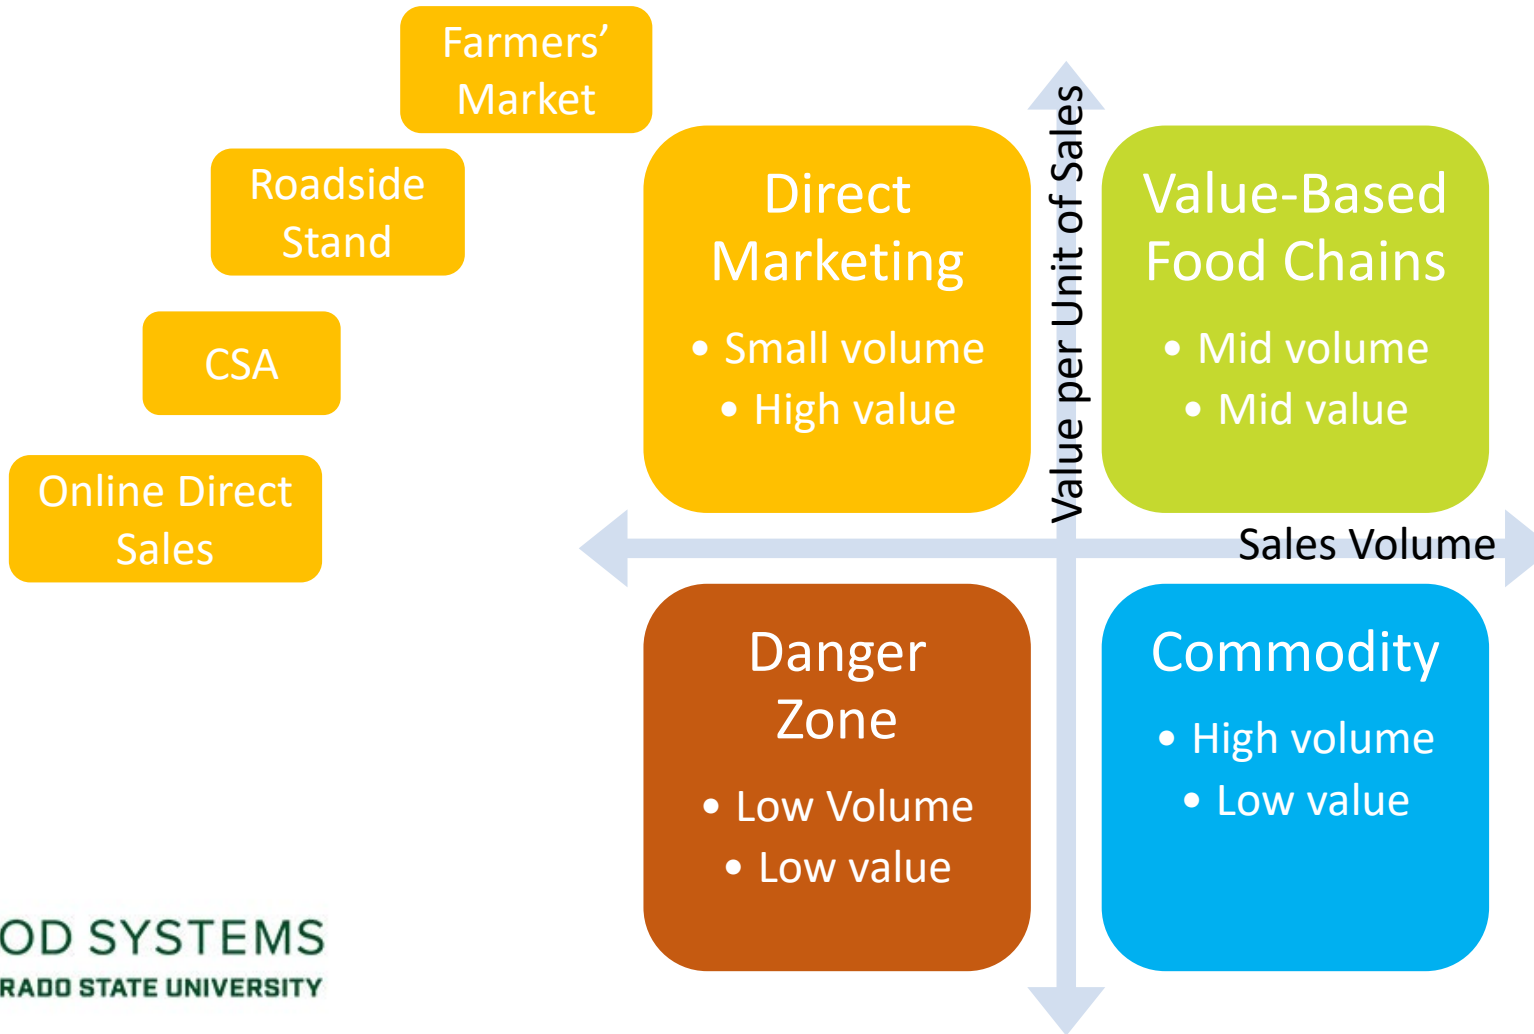 Farmers’
Market
Roadside
Stand
CSA
Online Direct
Sales
Direct
Marketing
• Small volume
• High value
Value per Unit of Sales
Value-Based
Food Chains
• Mid volume
• Mid value
Sales Volume
Danger
Zone
• Low Volume
• Low value
Commodity
• High volume
• Low value
OD SYSTEMS
RADO STATE UNIVERSITY